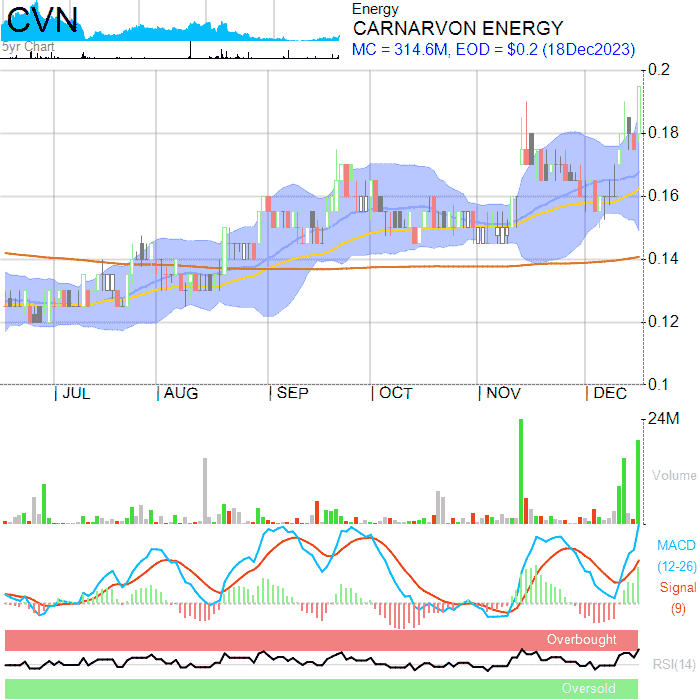 CVN
5yr Chart
Energy
CARNARVON ENERGY
MC = 314.6M, EOD = $0.2 (18Dec2023)
0.2
0.18
0.16
0.14
0.12
0.1
JUL AUG SEP OCT NOV DEC
24M
Volume
MACD
(12-26)
Signal
(9)
Overbought
RSI(14)
Oversold